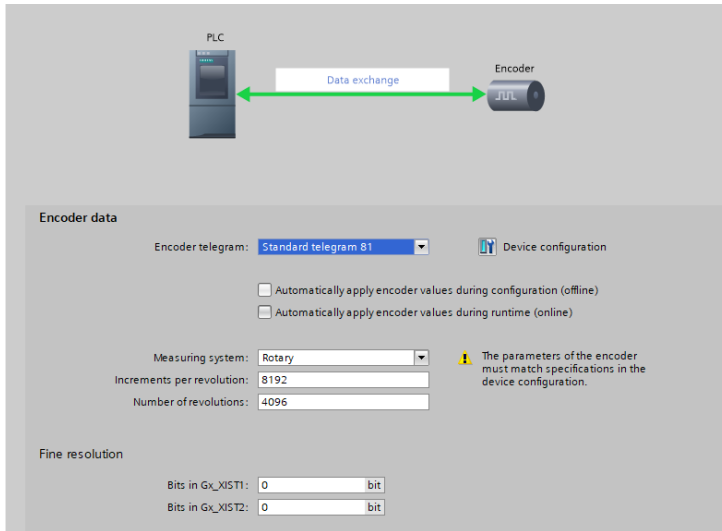 PLC
Encoder
Data exchange
Encoder data
Encoder telegram: Standard telegram 81 Device configuration
Automatically apply encoder values during configuration (offline)
Automatically apply encoder values during runtime (online)
Measuring system: Rotary
The parameters of the encoder
must match specifications in the
device configuration.
Increments per revolution: 8192
Number of revolutions: 4096
Fine resolution
Bits in Gx_XIST1: 0 bit
Bits in Gx_XIST2: 0 bit